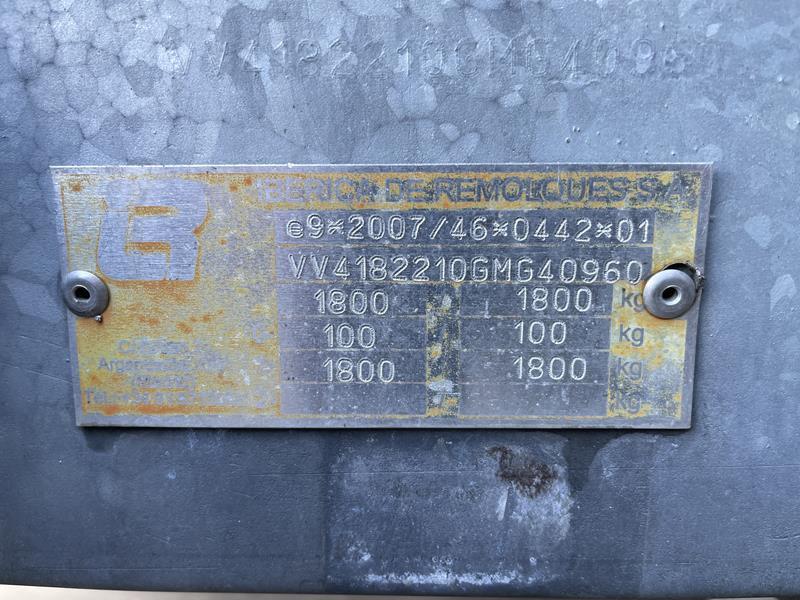 VV4182210GMG40960
IBERICA DE REMOLQUES S.A.
e9*2007/46*0442*01
VV4182210GMG40960
1800 1800 kg
100 100 kg
1800 1800 kg
kg